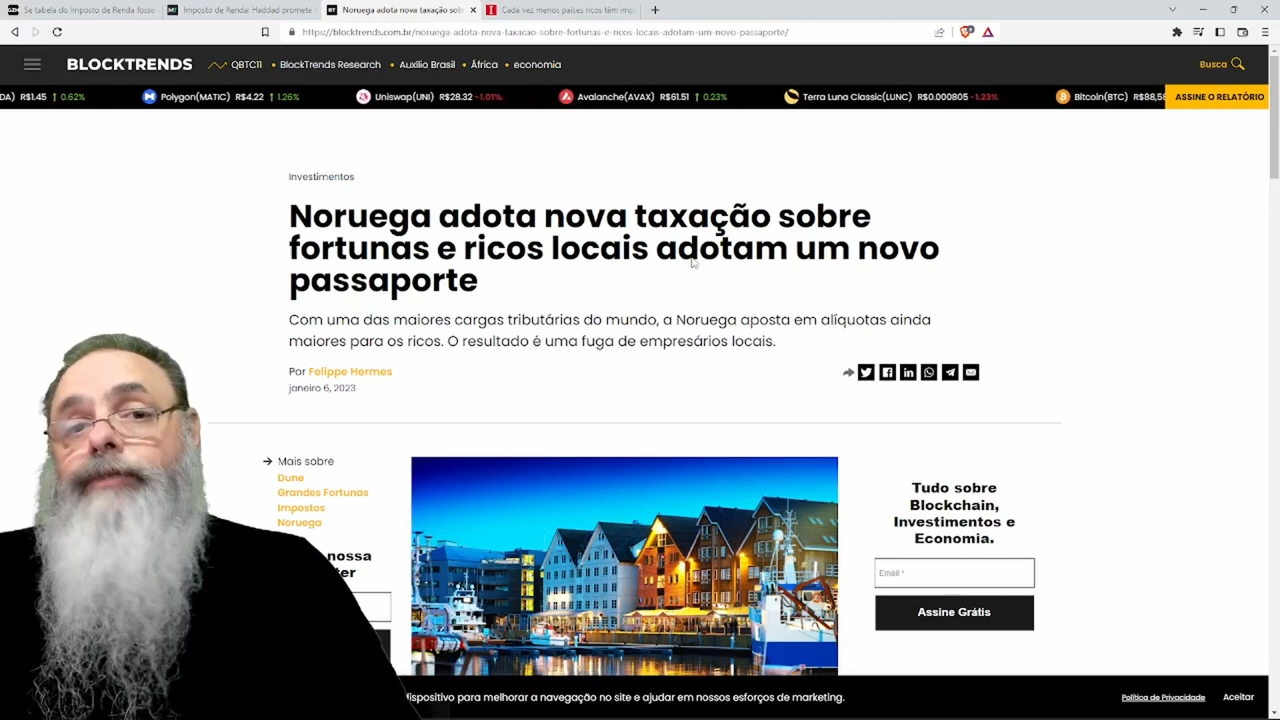 Se tabela do Imposto de Renda fosse
Imposto de Renda: Haddad promete
Noruega adota nova taxação sob
Cada vez menos países ricos têm imp
https://blocktrends.com.br/noruega-adota-nova-taxacao-sobre-fortunas-e-ricos-locais-adotam-um-novo-passaporte/
BLOCKTRENDS
QBTC11 • BlockTrends Research • Auxílio Brasil • África • economia
Busca
DA) R$1.45 ↑ 0.62%
Polygon(MATIC) R$4.22 ↑ 1.26%
Uniswap(UNI) R$28.32 -1.01%
Avalanche(AVAX) R$61.51 ↑ 0.23%
Terra Luna Classic(LUNC) R$0.000805 -1.23%
Bitcoin(BTC) R$88,58
ASSINE O RELATÓRIO
Investimentos
Noruega adota nova taxação sobre
fortunas e ricos locais adotam um novo
passaporte
Com uma das maiores cargas tributárias do mundo, a Noruega aposta em alíquotas ainda
maiores para os ricos. O resultado é uma fuga de empresários locais.
Por Felippe Hermes
janeiro 6, 2023
→ Mais sobre
Dune
Grandes Fortunas
Impostos
Noruega
nossa
ter
Tudo sobre
Blockchain,
Investimentos e
Economia.
Email *
Assine Grátis
dispositivo para melhorar a navegação no site e ajudar em nossos esforços de marketing.
Política de Privacidade
Aceitar